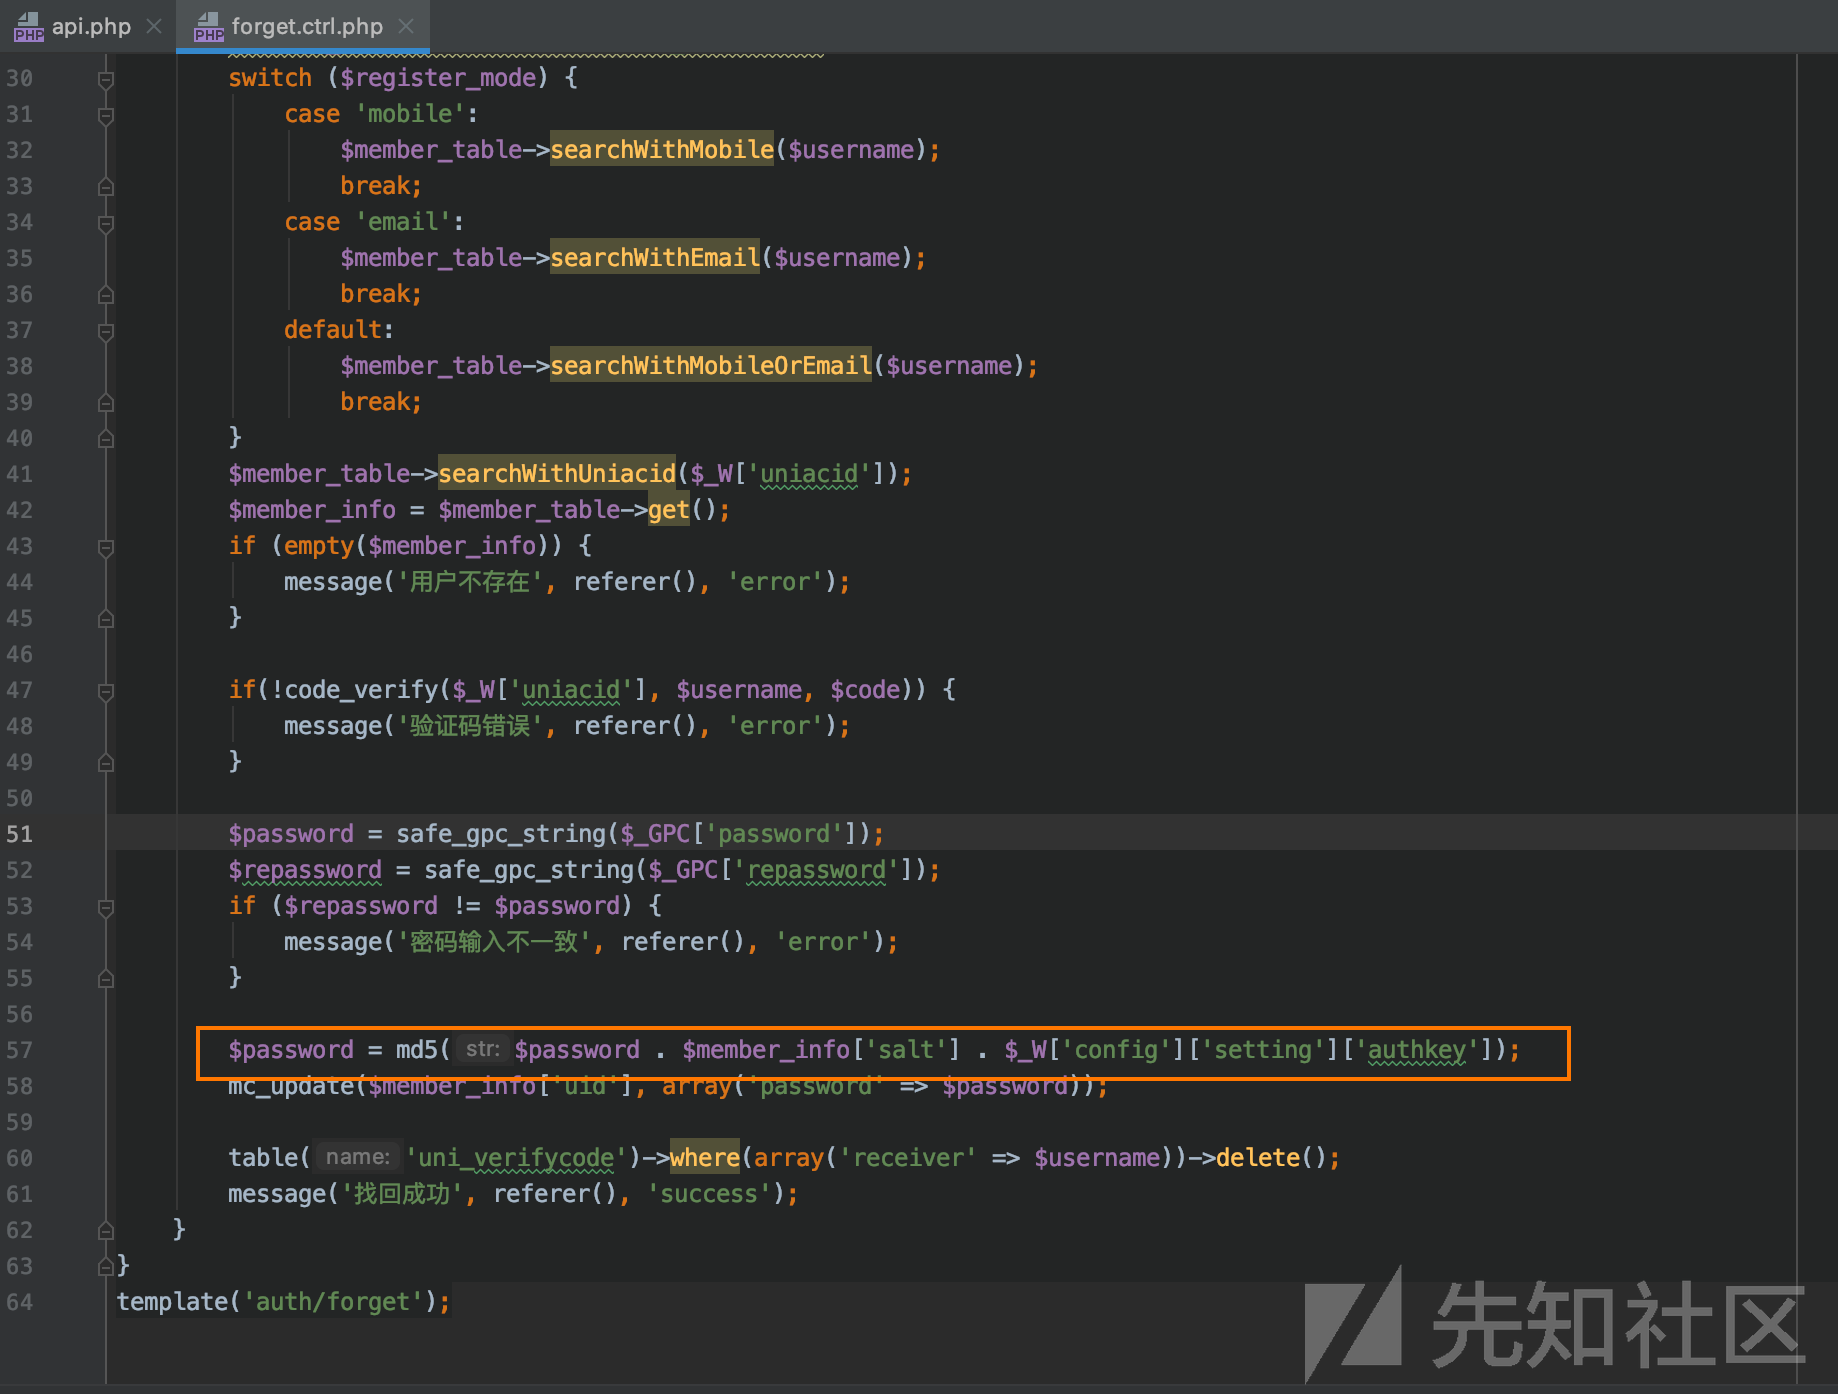 api.php
forget.ctrl.php
30 switch ($register_mode) {
31 case 'mobile':
32 $member_table->searchWithMobile($username);
33 break;
34 case 'email':
35 $member_table->searchWithEmail($username);
36 break;
37 default:
38 $member_table->searchWithMobileOrEmail($username);
39 break;
40 }
41 $member_table->searchWithUniacid($_W['uniacid']);
42 $member_info = $member_table->get();
43 if (empty($member_info)) {
44 message('用户不存在', referer(), 'error');
45 }
46
47 if(!code_verify($_W['uniacid'], $username, $code)) {
48 message('验证码错误', referer(), 'error');
49 }
50
51 $password = safe_gpc_string($_GPC['password']);
52 $repassword = safe_gpc_string($_GPC['repassword']);
53 if ($repassword != $password) {
54 message('密码输入不一致', referer(), 'error');
55 }
56
57 $password = md5( str: $password . $member_info['salt'] . $_W['config']['setting']['authkey']);
58 mc_update($member_info['uid'], array('password' => $password));
59
60 table( name: 'uni_verifycode')->where(array('receiver' => $username))->delete();
61 message('找回成功', referer(), 'success');
62 }
63 }
64 template('auth/forget');
先知社区